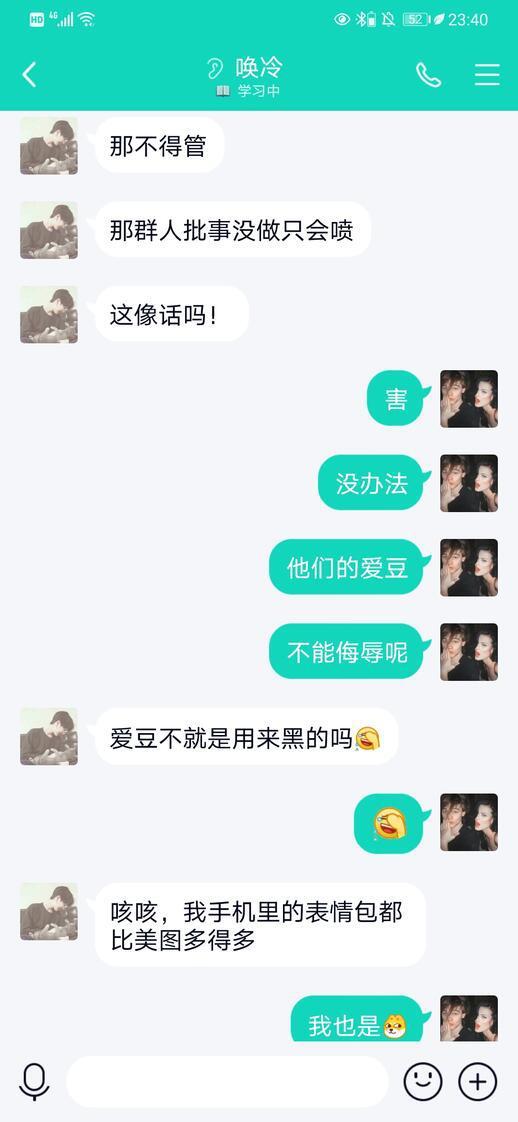 HD 4G 52 23:40
唤冷
学习中
那不得管
那群人批事没做只会喷
这像话吗！
害
没办法
他们的爱豆
不能侮辱呢
爱豆不就是用来黑的吗
咳咳，我手机里的表情包都
比美图多得多
我也是